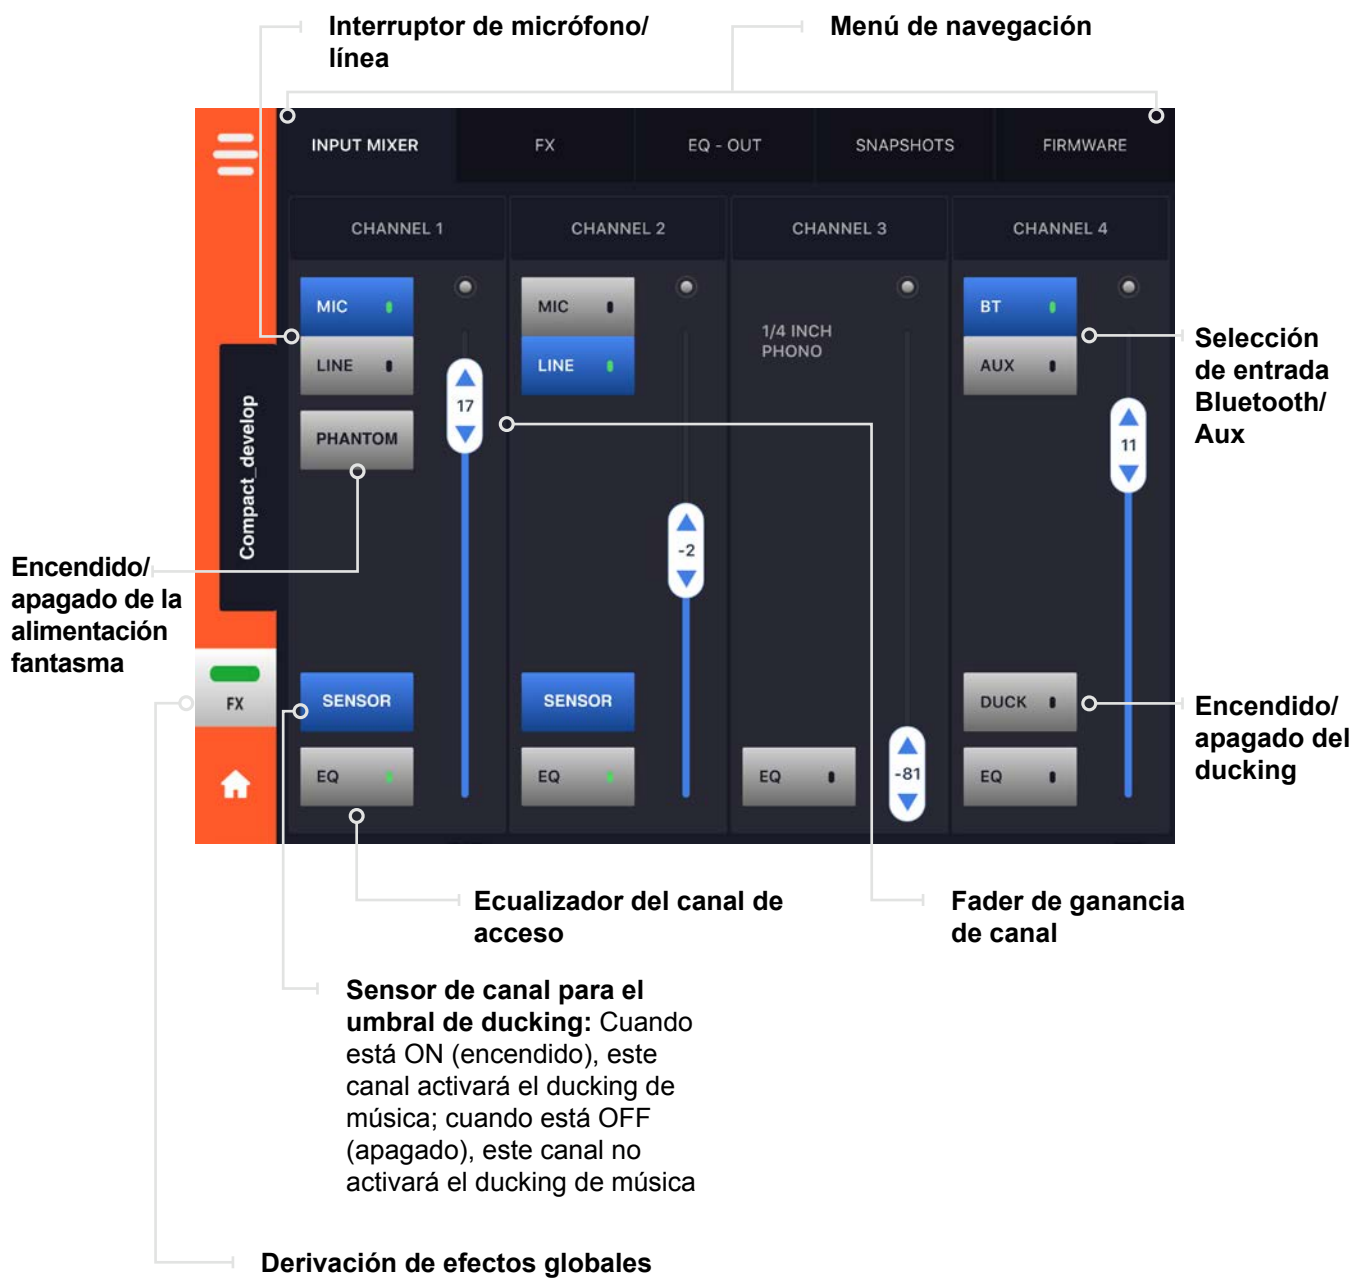 Interruptor de micrófono/
línea
Menú de navegación
INPUT MIXER
FX
EQ - OUT
SNAPSHOTS
FIRMWARE
CHANNEL 1
CHANNEL 2
CHANNEL 3
CHANNEL 4
MIC
LINE
PHANTOM
17
SENSOR
EQ
MIC
LINE
-2
SENSOR
EQ
1/4 INCH
PHONO
EQ
-81
BT
AUX
11
DUCK
EQ
Compact_develop
FX
Selección
de entrada
Bluetooth/
Aux
Encendido/
apagado de la
alimentación
fantasma
Encendido/
apagado del
ducking
Ecualizador del canal de
acceso
Fader de ganancia
de canal
Sensor de canal para el
umbral de ducking: Cuando
está ON (encendido), este
canal activará el ducking de
música; cuando está OFF
(apagado), este canal no
activará el ducking de música
Derivación de efectos globales